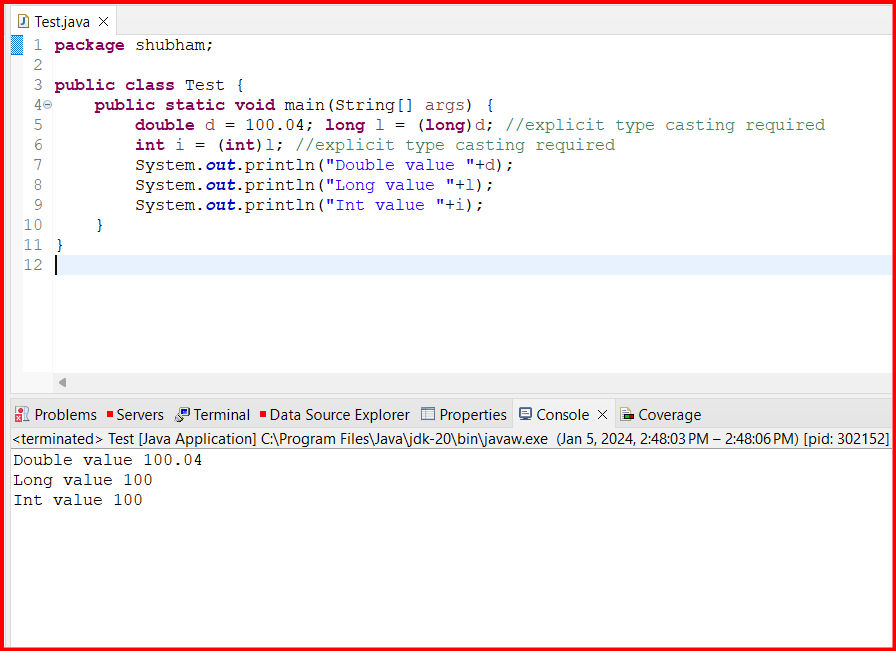 Test.java
1 package shubham;
2
3 public class Test {
4 public static void main(String[] args) {
5 double d = 100.04; long l = (long)d; //explicit type casting required
6 int i = (int)l; //explicit type casting required
7 System.out.println("Double value "+d);
8 System.out.println("Long value "+l);
9 System.out.println("Int value "+i);
10 }
11 }
12
Problems Servers Terminal Data Source Explorer Properties Console Coverage
<terminated> Test [Java Application] C:\Program Files\Java\jdk-20\bin\javaw.exe (Jan 5, 2024, 2:48:03 PM – 2:48:06 PM) [pid: 302152]
Double value 100.04
Long value 100
Int value 100